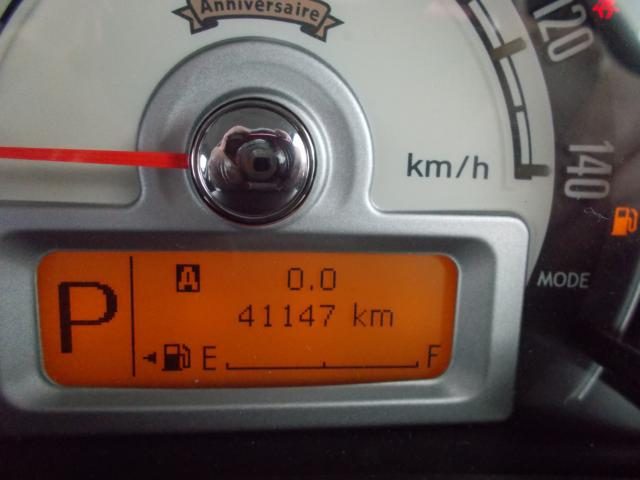 Anniversaire
120
140
km/h
MODE
P
A 0.0
41147 km
E F